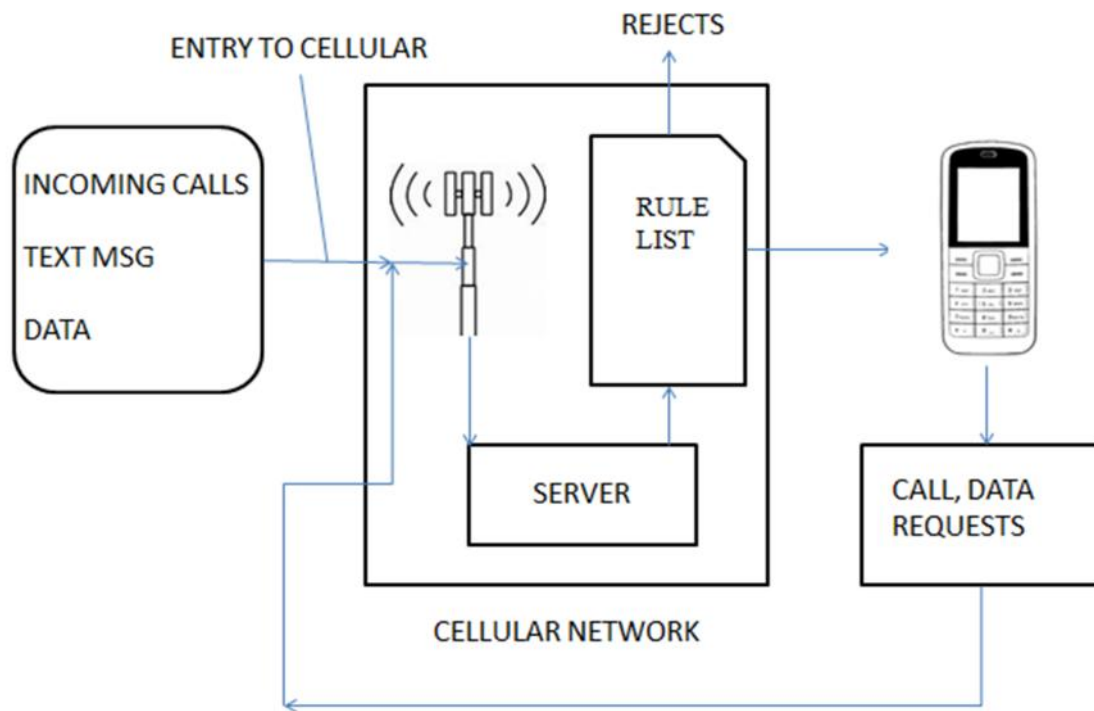 REJECTS
ENTRY TO CELLULAR
INCOMING CALLS
TEXT MSG
DATA
RULE
LIST
SERVER
CALL, DATA
REQUESTS
CELLULAR NETWORK